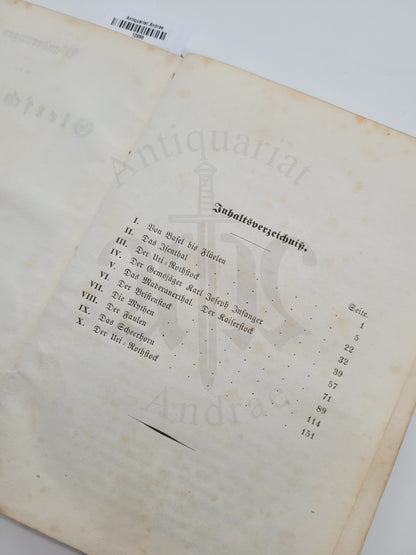 Antiquariat Andrae
Antiquariat
Inhaltsverzeichniß.
Seite.
I. Von Basel bis Flüelen . . . 1
II. Das Isenthal . . . 5
III. Der Uri-Rothstock . . . 22
IV. Der Gemsjäger Karl Joseph Infanger . . . 32
V. Das Maderanerthal. Der Kaiserstock . . . 39
VI. Der Bristenstock . . . 57
VII. Die Mythen . . . 71
VIII. Der Faulen . . . 89
IX. Das Scheerhorn . . . 114
X. Der Uri-Rothstock . . . 151
Andrae